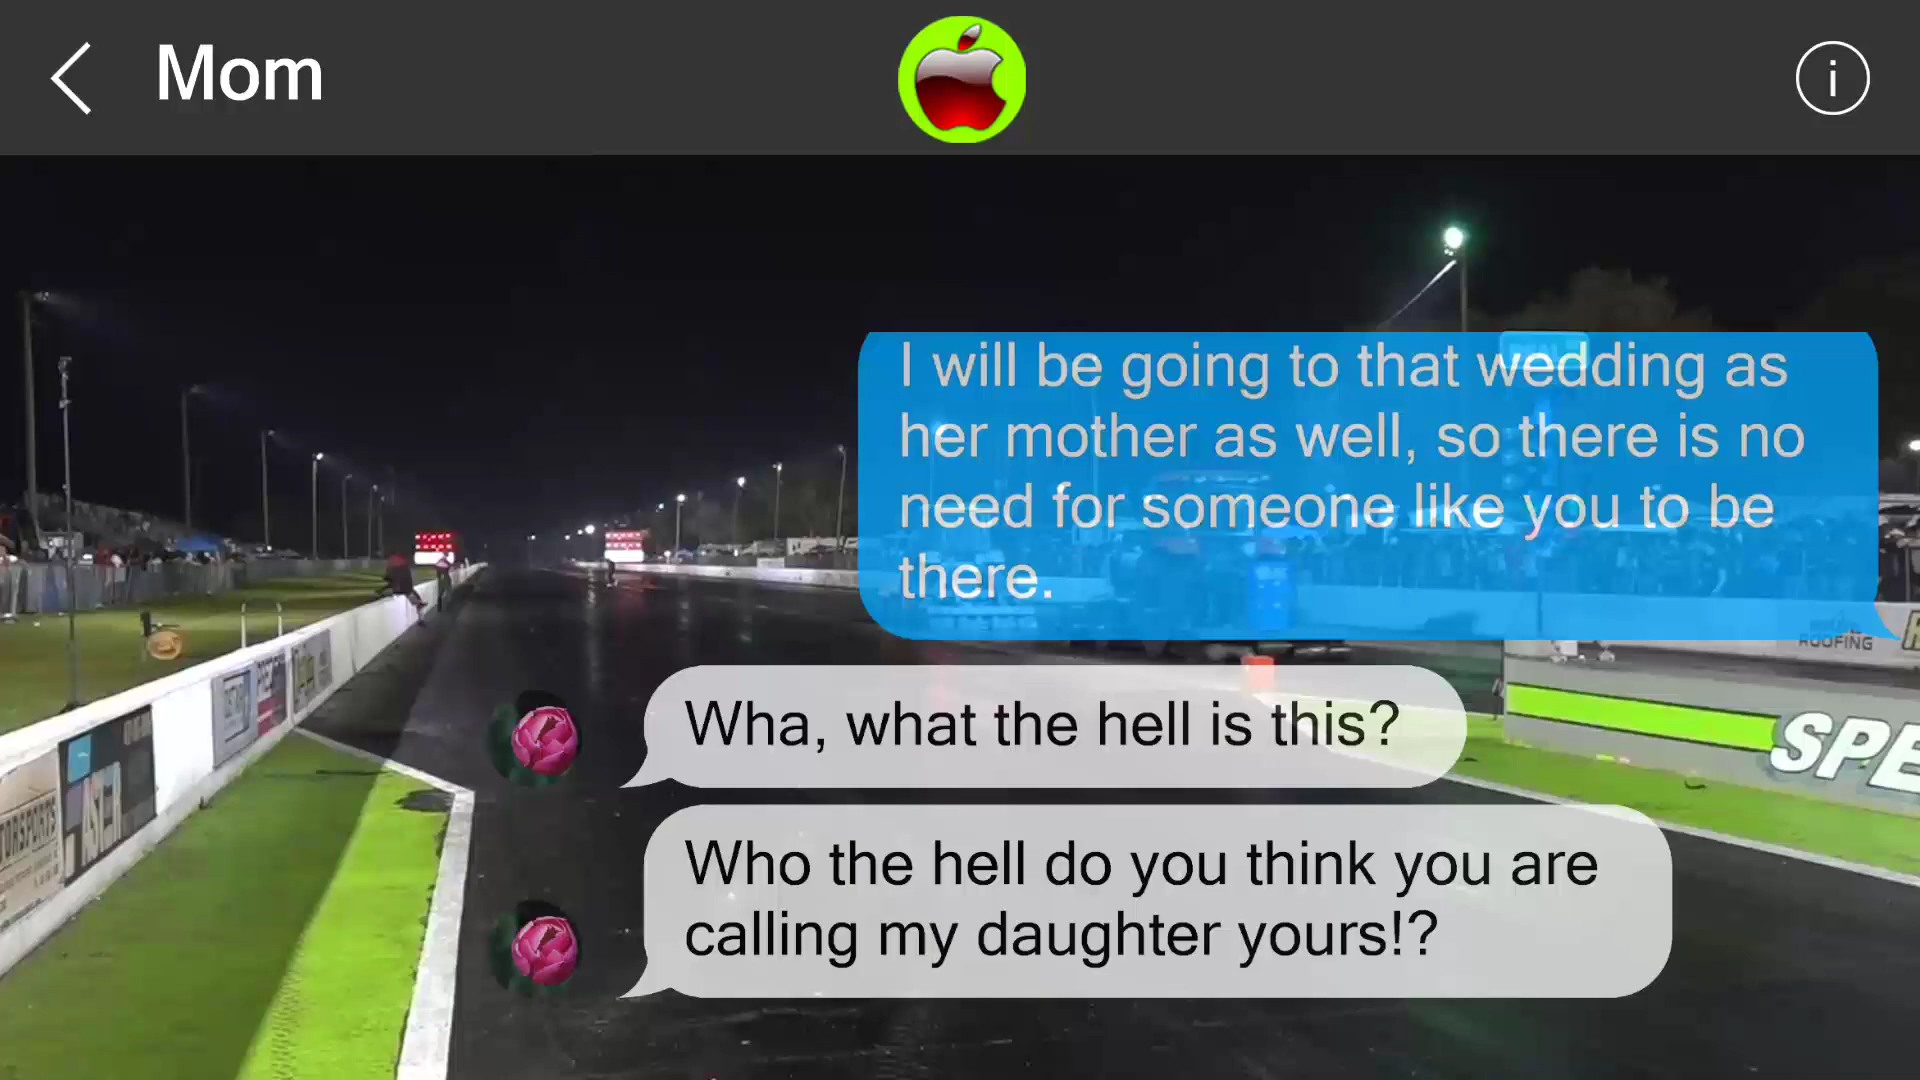 Mom
i
I will be going to that wedding as
her mother as well, so there is no
need for someone like you to be
there.
ROOFING
Wha, what the hell is this?
SPE
Who the hell do you think you are
calling my daughter yours!?
TORSPORTS